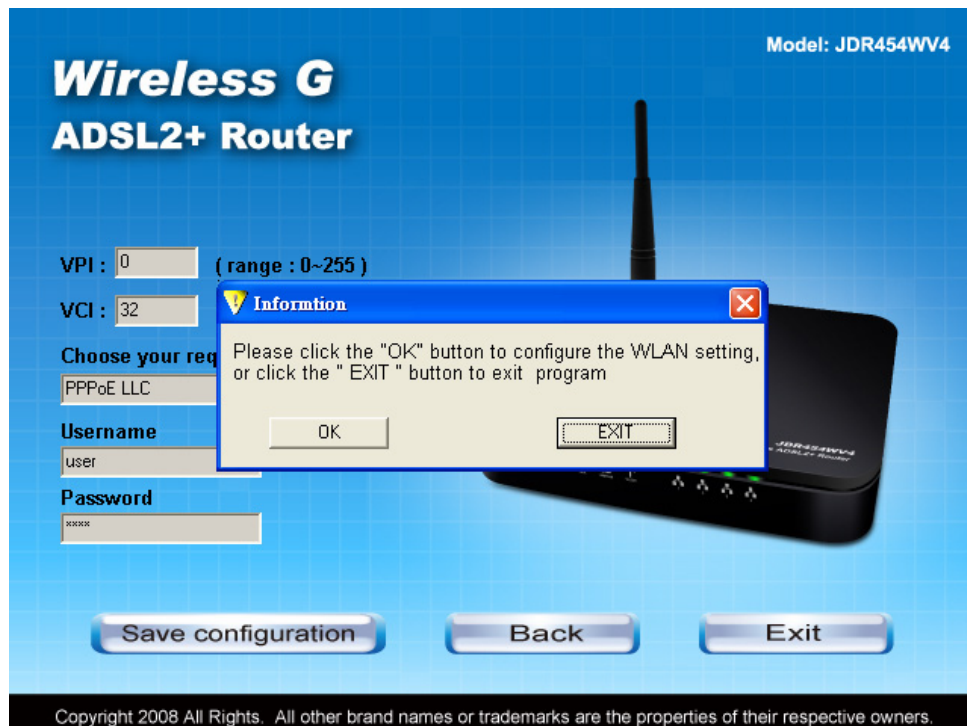 Model: JDR454WV4
Wireless G
ADSL2+ Router
VPI : 0 ( range : 0~255 )
VCI : 32
Informtion
Please click the "OK" button to configure the WLAN setting,
or click the " EXIT " button to exit program
OK EXIT
Choose your req
PPPoE LLC
Username
user
Password
****
JDR454WV4
ADSL2+ Router
Save configuration Back Exit
Copyright 2008 All Rights. All other brand names or trademarks are the properties of their respective owners.